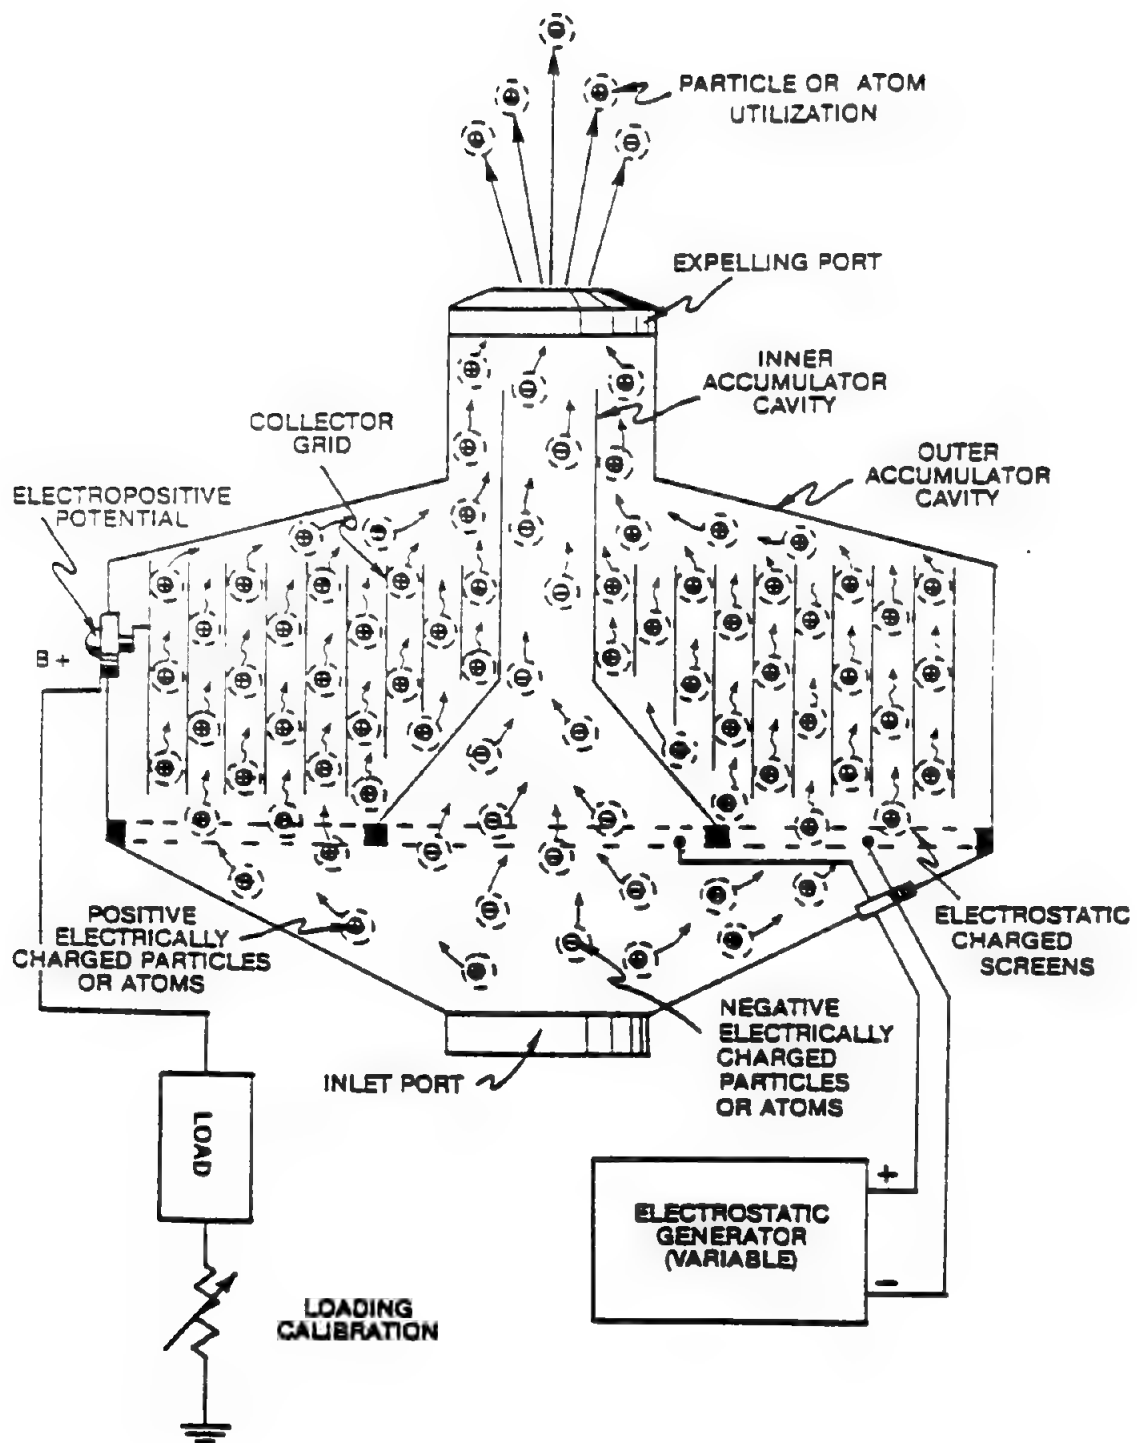 PARTICLE OR ATOM
UTILIZATION
EXPELLING PORT
INNER
ACCUMULATOR
CAVITY
COLLECTOR
GRID
OUTER
ACCUMULATOR
CAVITY
ELECTROPOSITIVE
POTENTIAL
B +
POSITIVE
ELECTRICALLY
CHARGED PARTICLES
OR ATOMS
ELECTROSTATIC
CHARGED
SCREENS
NEGATIVE
ELECTRICALLY
CHARGED
PARTICLES
OR ATOMS
INLET PORT
LOAD
+
ELECTROSTATIC
GENERATOR
(VARIABLE)
−
LOADING
CALIBRATION